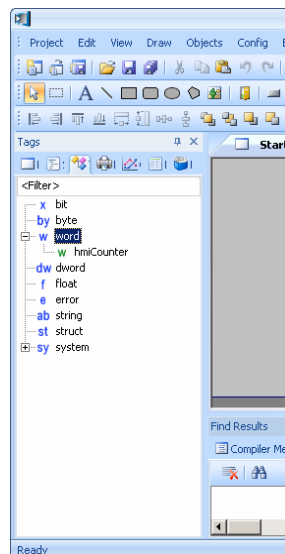 Project Edit View Draw Objects Config
Tags
Start
<Filter>
x bit
by byte
w word
w hmiCounter
dw dword
f float
e error
ab string
st struct
sy system
Find Results
Compiler Me
Ready